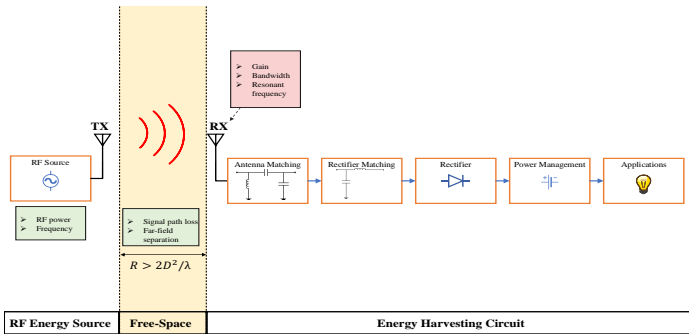 ➢ Gain
➢ Bandwidth
➢ Resonant
frequency
TX
RX
RF Source
Antenna Matching
Rectifier Matching
Rectifier
Power Management
Applications
➢ RF power
➢ Frequency
➢ Signal path loss
➢ Far-field
separation
R > 2D²/λ
RF Energy Source
Free-Space
Energy Harvesting Circuit